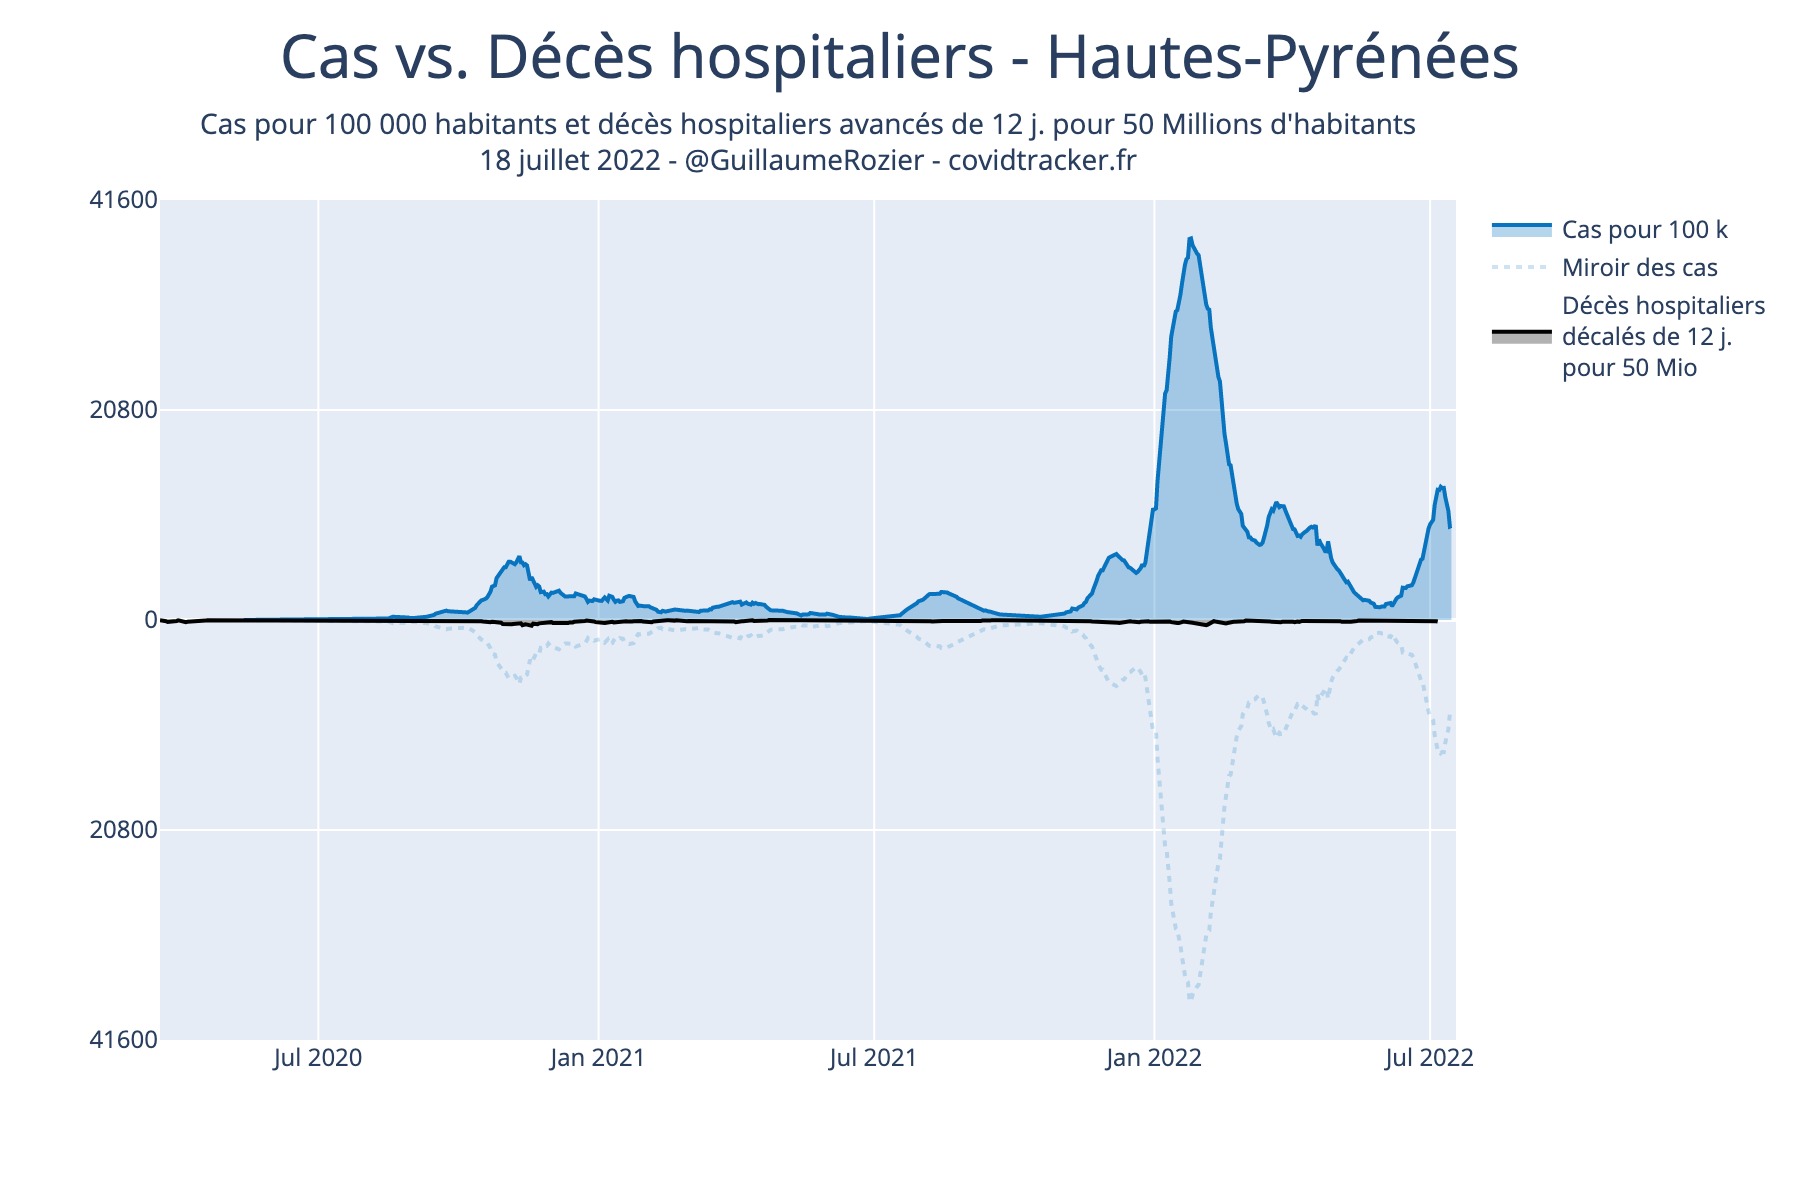 Cas vs. Décès hospitaliers - Hautes-Pyrénées
Cas pour 100 000 habitants et décès hospitaliers avancés de 12 j. pour 50 Millions d'habitants
18 juillet 2022 - @GuillaumeRozier - covidtracker.fr
41600
20800
0
20800
41600
Jul 2020
Jan 2021
Jul 2021
Jan 2022
Jul 2022
Cas pour 100 k
Miroir des cas
Décès hospitaliers
décalés de 12 j.
pour 50 Mio